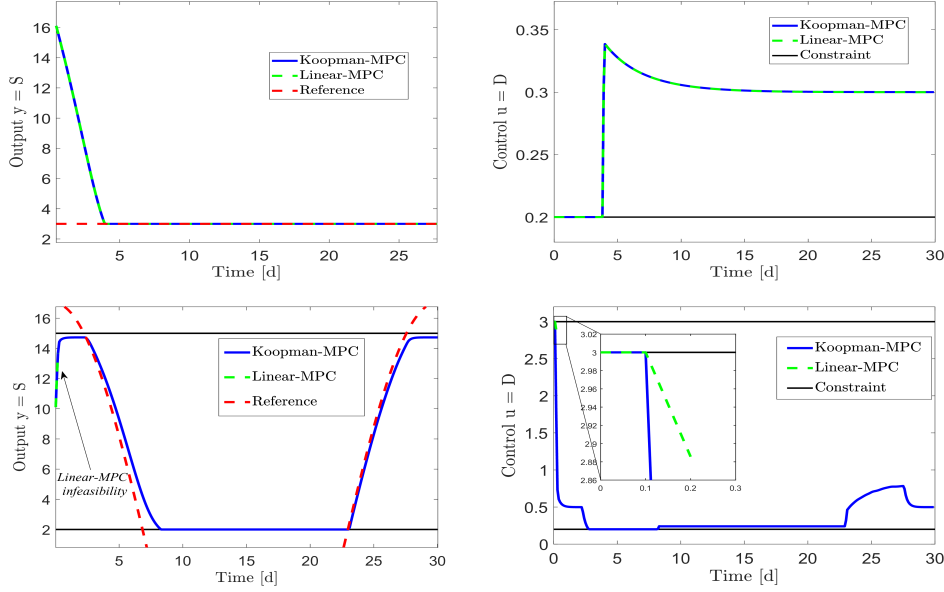 16
14
12
10
8
6
4
2
Output y = S
Koopman-MPC
Linear-MPC
Reference
5
10
15
20
25
Time [d]
0.35
0.3
0.25
0.2
Control u = D
Koopman-MPC
Linear-MPC
Constraint
0
5
10
15
20
25
30
Time [d]
16
14
12
10
8
6
4
2
Output y = S
Koopman-MPC
Linear-MPC
Reference
Linear-MPC
infeasibility
5
10
15
20
25
30
Time [d]
3
2.5
2
1.5
1
0.5
0
Control u = D
3.02
3
2.98
2.96
2.94
2.92
2.9
2.88
2.86
0
0.1
0.2
0.3
Koopman-MPC
Linear-MPC
Constraint
0
5
10
15
20
25
30
Time [d]